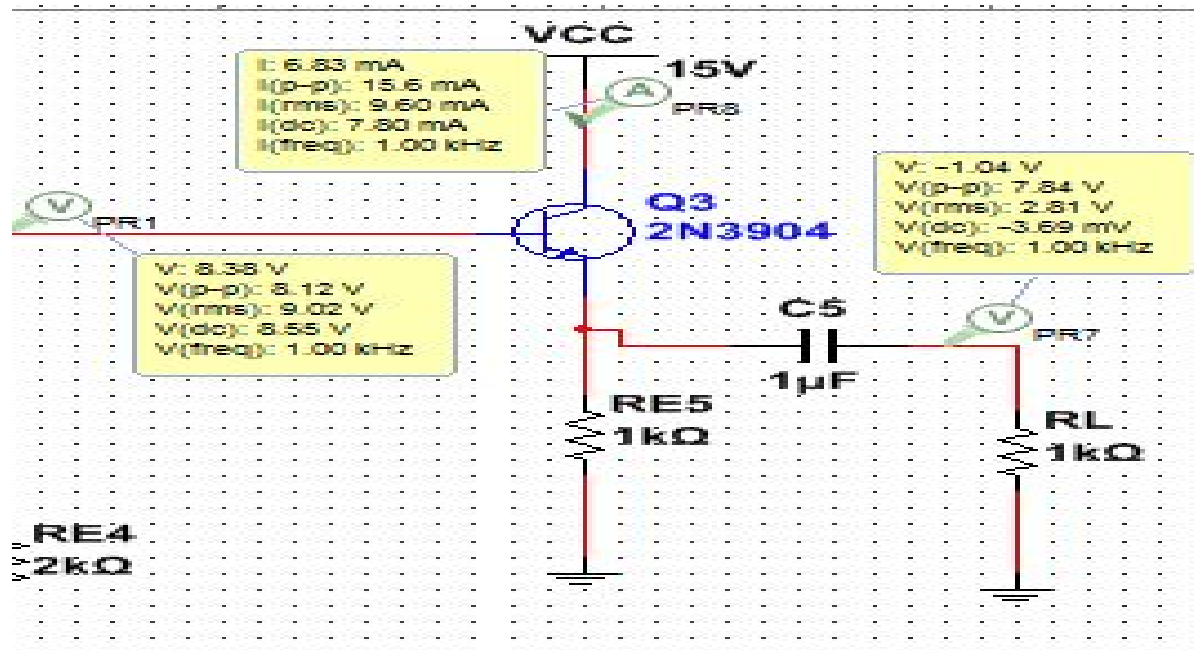 VCC
15V
I: 6.83 mA
I(p-p): 15.6 mA
I(rms): 9.60 mA
I(dc): 7.80 mA
I(freq): 1.00 kHz
A
PR8
V: -1.04 V
V(p-p): 7.84 V
V(rms): 2.81 V
V(dc): -3.69 mV
V(freq): 1.00 kHz
V
PR1
Q3
2N3904
V: 8.38 V
V(p-p): 8.12 V
V(rms): 9.02 V
V(dc): 8.55 V
V(freq): 1.00 kHz
C5
1µF
V
PR7
RE5
1kΩ
RL
1kΩ
RE4
2kΩ